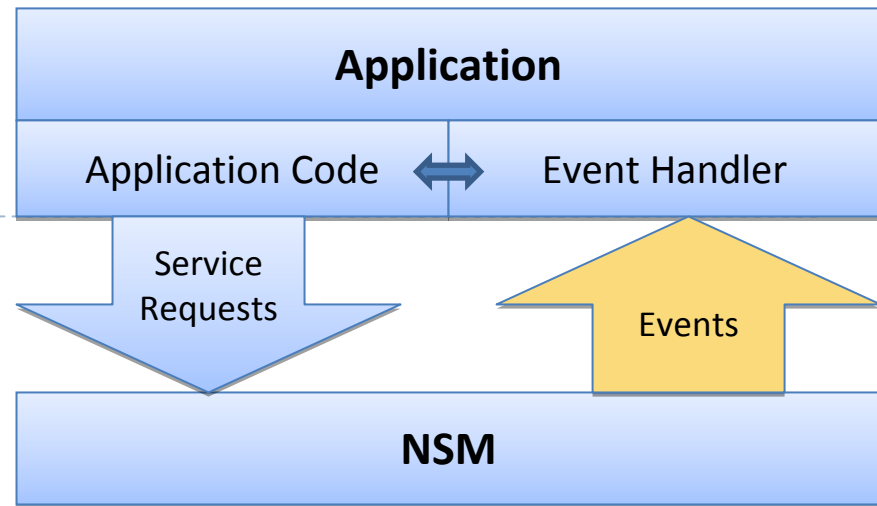 Application
Application Code
Event Handler
Service
Requests
Events
NSM